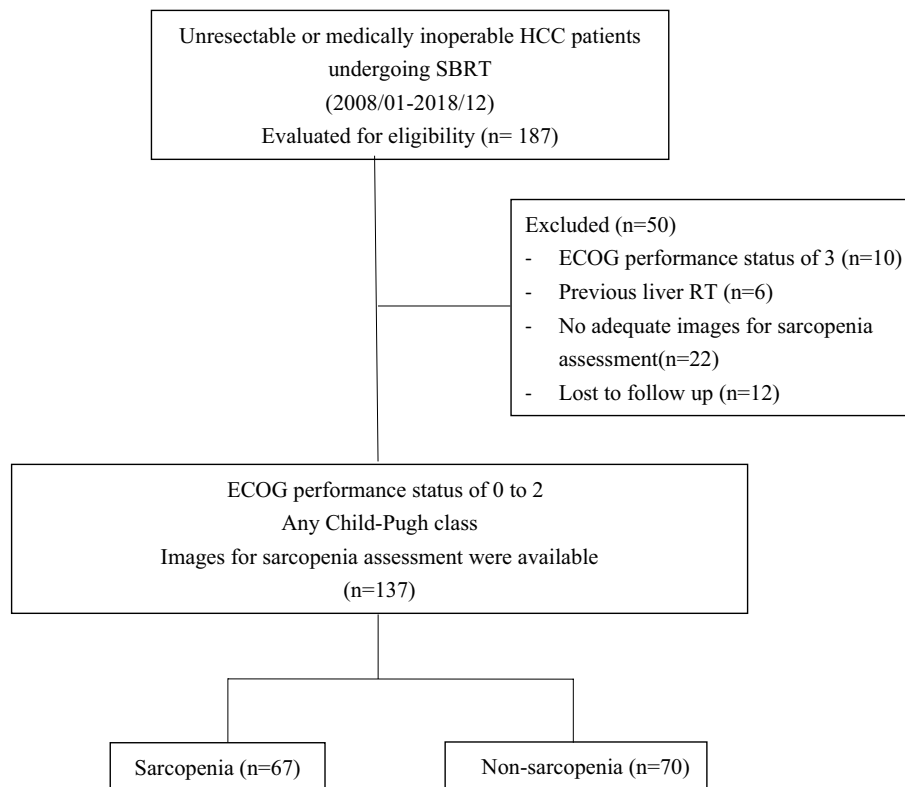 Unresectable or medically inoperable HCC patients
undergoing SBRT
(2008/01-2018/12)
Evaluated for eligibility (n= 187)
Excluded (n=50)
- ECOG performance status of 3 (n=10)
- Previous liver RT (n=6)
- No adequate images for sarcopenia
assessment(n=22)
- Lost to follow up (n=12)
ECOG performance status of 0 to 2
Any Child-Pugh class
Images for sarcopenia assessment were available
(n=137)
Sarcopenia (n=67)
Non-sarcopenia (n=70)